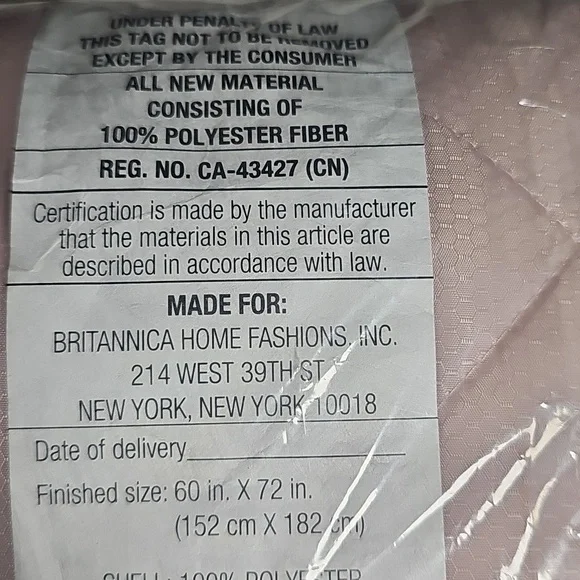 UNDER PENALTY OF LAW
THIS TAG NOT TO BE REMOVED
EXCEPT BY THE CONSUMER
ALL NEW MATERIAL
CONSISTING OF
100% POLYESTER FIBER
REG. NO. CA-43427 (CN)
Certification is made by the manufacturer
that the materials in this article are
described in accordance with law.
MADE FOR:
BRITANNICA HOME FASHIONS, INC.
214 WEST 39TH ST
NEW YORK, NEW YORK 10018
Date of delivery
Finished size: 60 in. X 72 in.
(152 cm X 182 cm)
SHELL: 100% POLYESTER